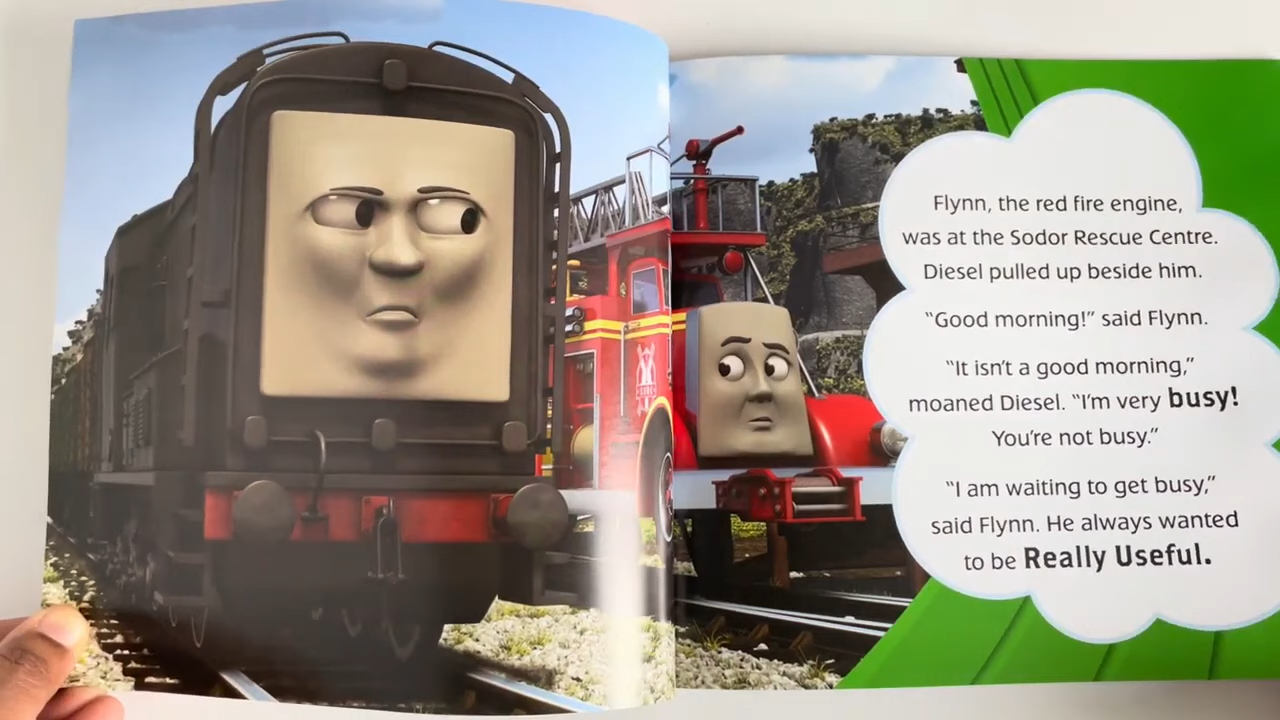 Flynn, the red fire engine,
was at the Sodor Rescue Centre.
Diesel pulled up beside him.
“Good morning!” said Flynn.
“It isn’t a good morning,”
moaned Diesel. “I’m very busy!
You’re not busy.”
“I am waiting to get busy,”
said Flynn. He always wanted
to be Really Useful.